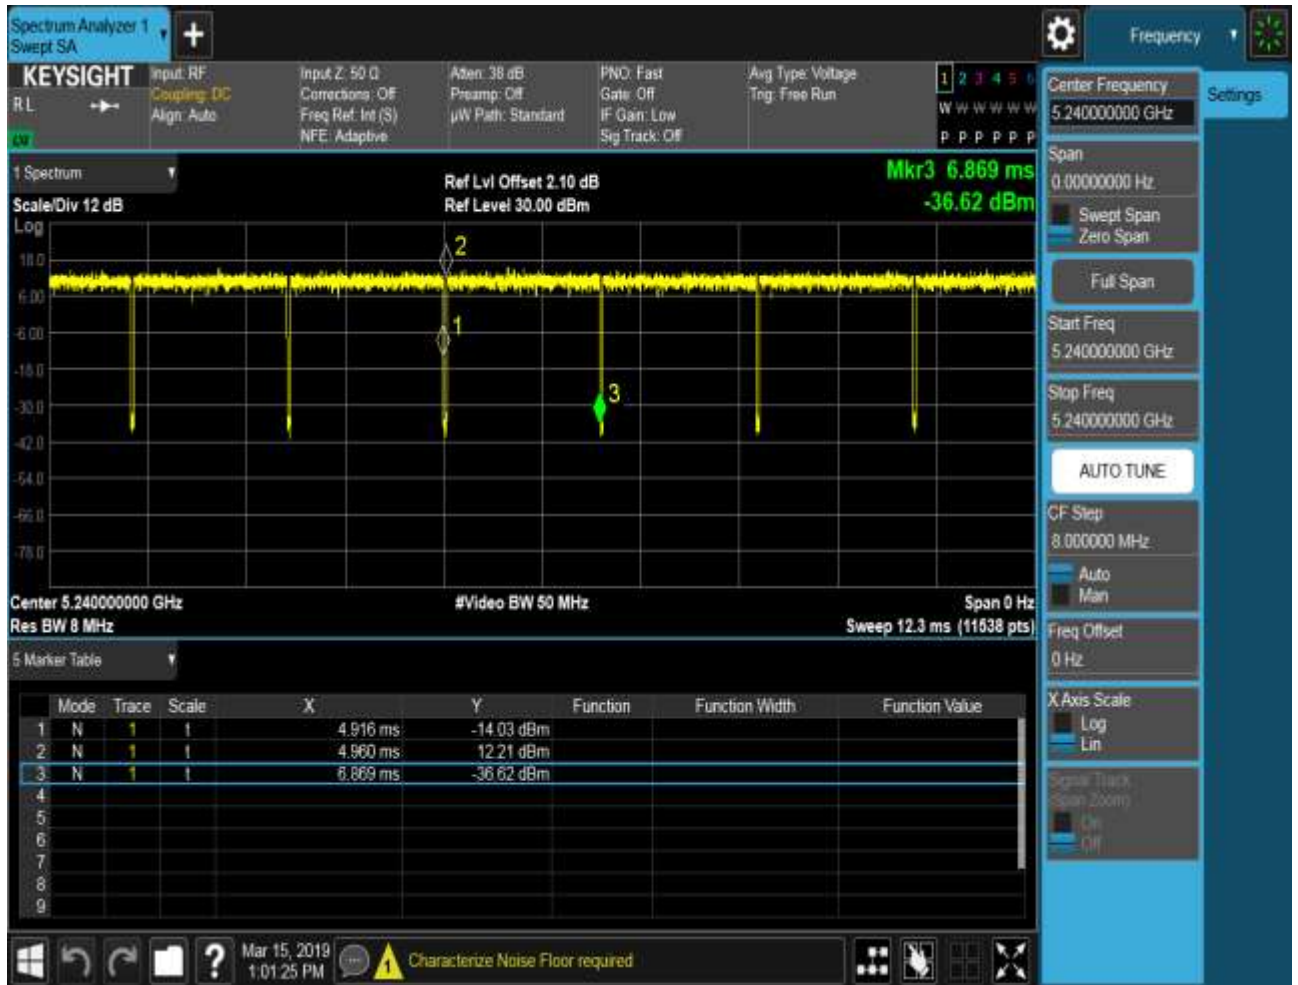 Spectrum Analyzer 1
Swept SA
Frequency
KEYSIGHT
RL
Input: RF
Coupling: DC
Align: Auto
Input Z: 50 Ω
Corrections: Off
Freq Ref: Int (S)
NFE: Adaptive
Atten: 38 dB
Preamp: Off
µW Path: Standard
PNO: Fast
Gate: Off
IF Gain: Low
Sig Track: Off
Avg Type: Voltage
Trig: Free Run
1 2 3 4 5 6
W W W W W W
P P P P P P
Center Frequency
5.240000000 GHz
Settings
Span
0.00000000 Hz
Swept Span
Zero Span
Full Span
Start Freq
5.240000000 GHz
Stop Freq
5.240000000 GHz
AUTO TUNE
CF Step
8.000000 MHz
Auto
Man
Freq Offset
0 Hz
X Axis Scale
Log
Lin
Signal Track
(Span Zoom)
On
Off
1 Spectrum
Scale/Div 12 dB
Log
Ref Lvl Offset 2.10 dB
Ref Level 30.00 dBm
Mkr3 6.869 ms
-36.62 dBm
18.0
6.00
-6.00
-18.0
-30.0
-42.0
-54.0
-66.0
-78.0
2
1
3
Center 5.240000000 GHz
#Video BW 50 MHz
Span 0 Hz
Res BW 8 MHz
Sweep 12.3 ms (11538 pts)
5 Marker Table
Mode Trace Scale X Y Function Function Width Function Value
1 N 1 t 4.916 ms -14.03 dBm
2 N 1 t 4.960 ms 12.21 dBm
3 N 1 t 6.869 ms -36.62 dBm
4
5
6
7
8
9
?
Mar 15, 2019
1:01:25 PM
1
Characterize Noise Floor required